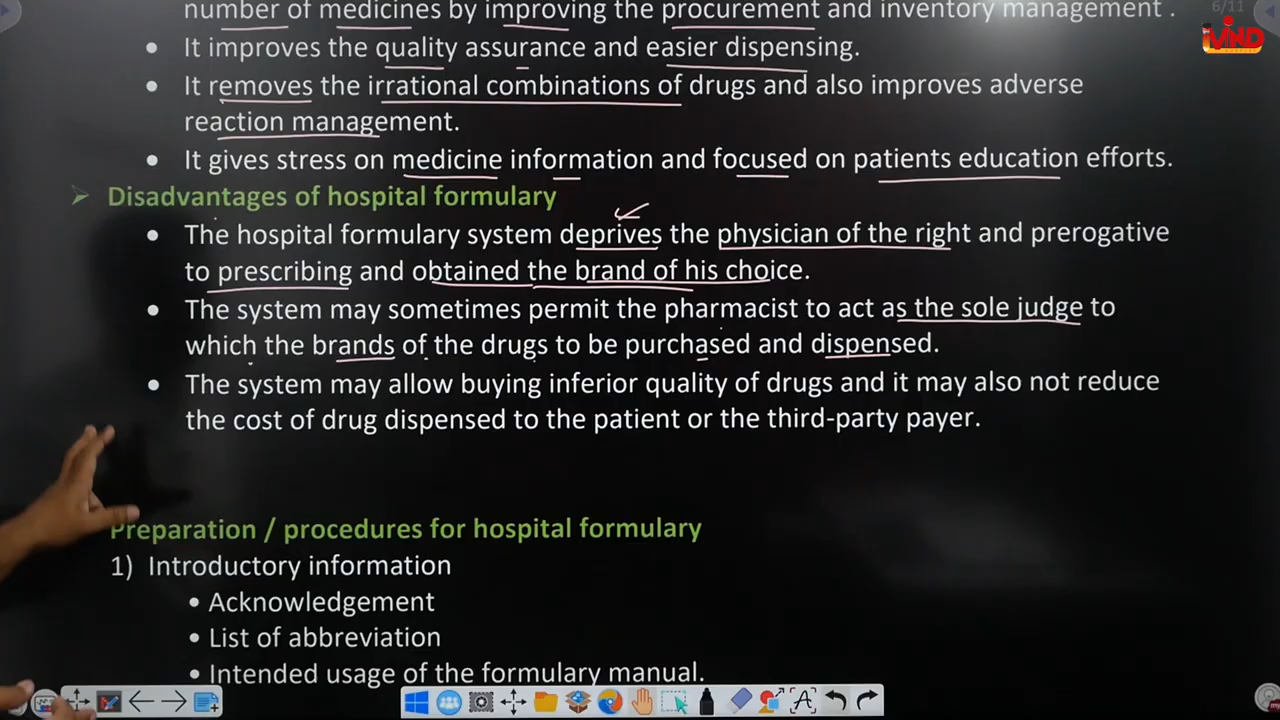 number of medicines by improving the procurement and inventory management .
6/11
iViND
• It improves the quality assurance and easier dispensing.
• It removes the irrational combinations of drugs and also improves adverse
reaction management.
• It gives stress on medicine information and focused on patients education efforts.
Disadvantages of hospital formulary
• The hospital formulary system deprives the physician of the right and prerogative
to prescribing and obtained the brand of his choice.
• The system may sometimes permit the pharmacist to act as the sole judge to
which the brands of the drugs to be purchased and dispensed.
• The system may allow buying inferior quality of drugs and it may also not reduce
the cost of drug dispensed to the patient or the third-party payer.
Preparation / procedures for hospital formulary
1) Introductory information
• Acknowledgement
• List of abbreviation
• Intended usage of the formulary manual.
A